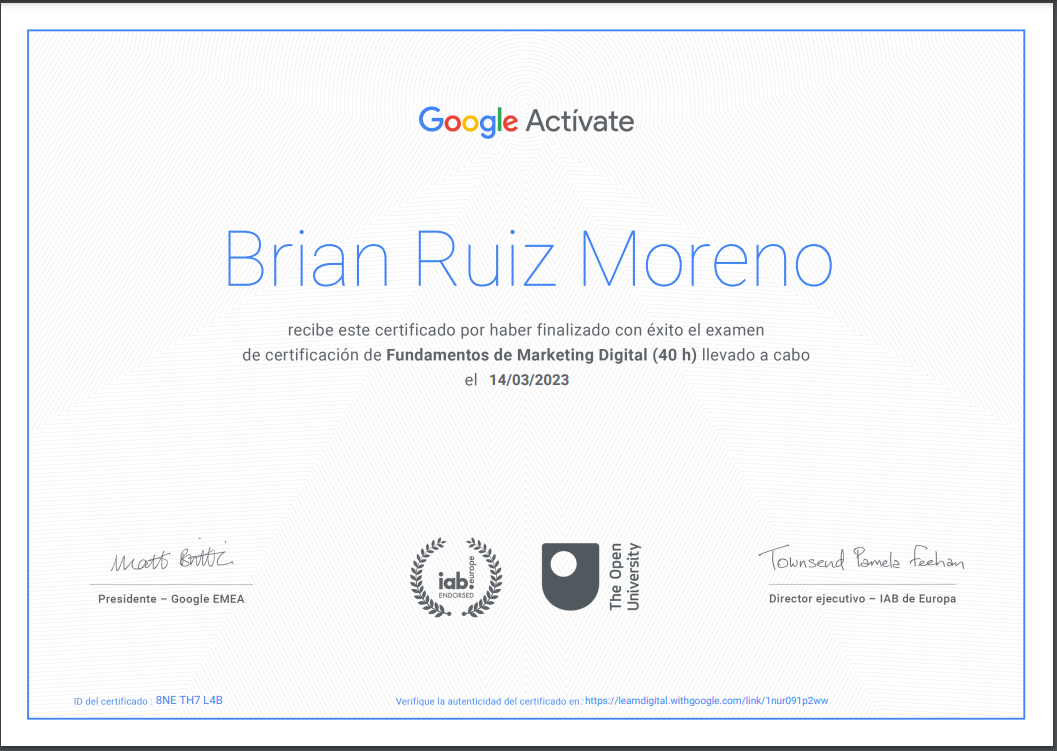 Google Actívate
Brian Ruiz Moreno
recibe este certificado por haber finalizado con éxito el examen
de certificación de Fundamentos de Marketing Digital (40 h) llevado a cabo
el 14/03/2023
Matt Brittin
Townsend Pamela Feehan
iab.europe
ENDORSED
The Open
University
Presidente – Google EMEA
Director ejecutivo – IAB de Europa
ID del certificado : 8NE TH7 L4B
Verifique la autenticidad del certificado en : https://learndigital.withgoogle.com/link/1nur091p2ww